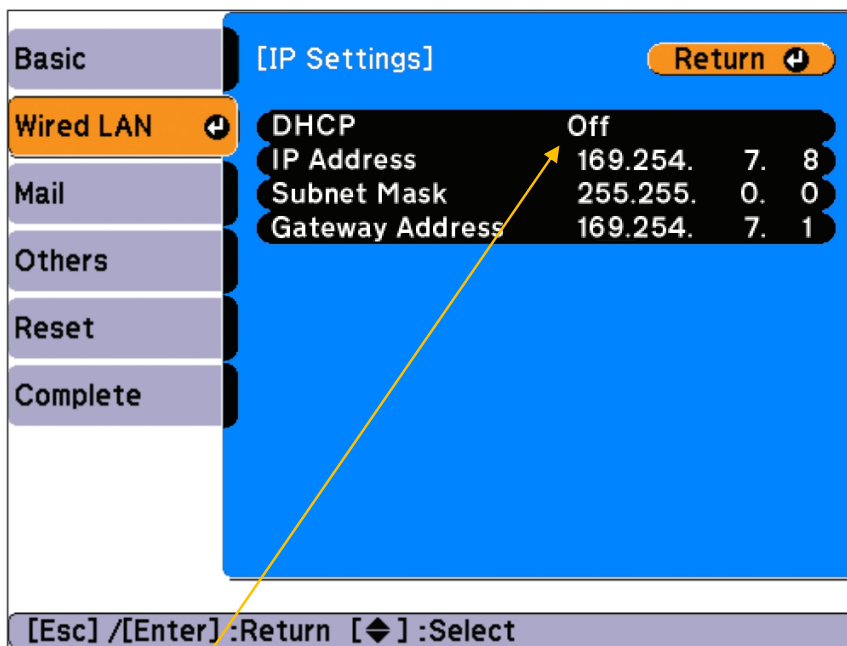 Basic
[IP Settings]
Return
Wired LAN
DHCP Off
IP Address 169.254. 7. 8
Mail
Subnet Mask 255.255. 0. 0
Gateway Address 169.254. 7. 1
Others
Reset
Complete
[Esc] /[Enter] :Return [◆] :Select